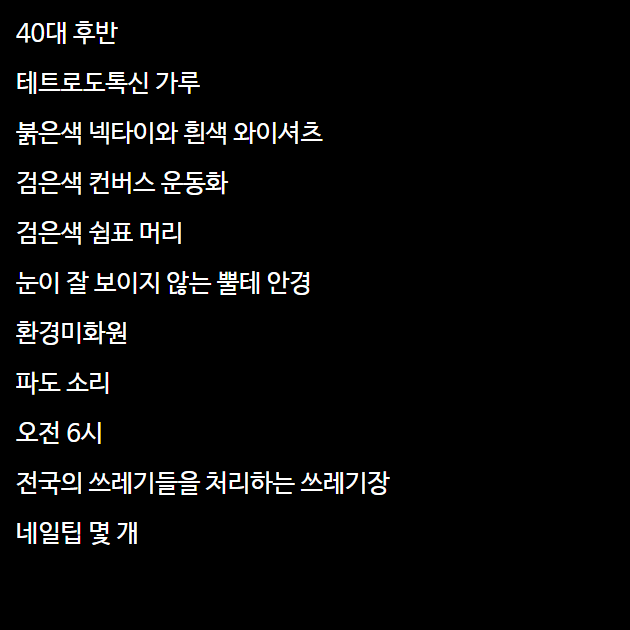 40대 후반
테트로도톡신 가루
붉은색 넥타이와 흰색 와이셔츠
검은색 컨버스 운동화
검은색 쉼표 머리
눈이 잘 보이지 않는 뿔테 안경
환경미화원
파도 소리
오전 6시
전국의 쓰레기들을 처리하는 쓰레기장
네일팁 몇 개